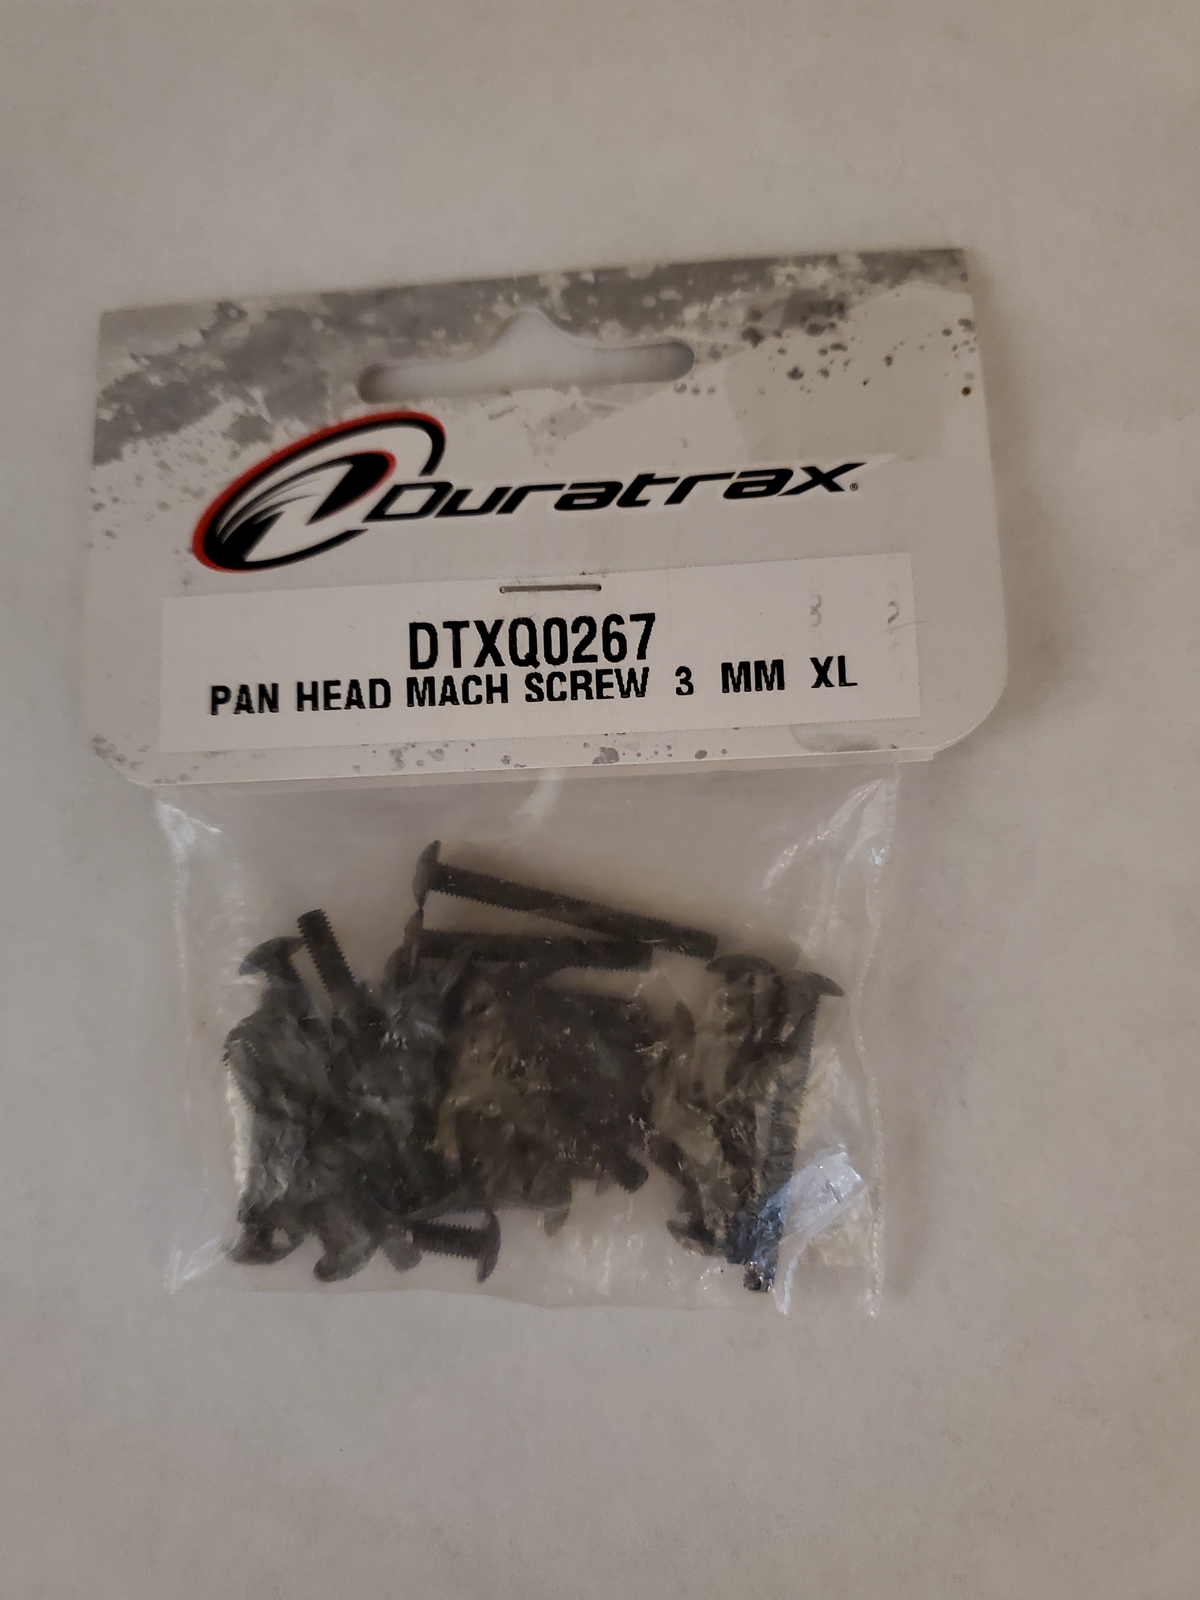 Duratrax®
DTXQ0267
PAN HEAD MACH SCREW 3 MM XL